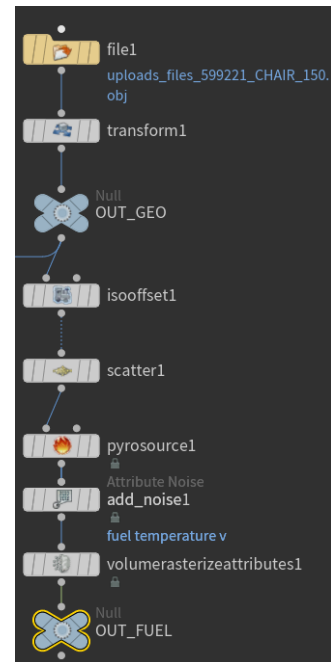 file1
uploads_files_599221_CHAIR_150.
obj
transform1
Null
OUT_GEO
isooffset1
scatter1
pyrosource1
Attribute Noise
add_noise1
fuel temperature v
volumerasterizeattributes1
Null
OUT_FUEL